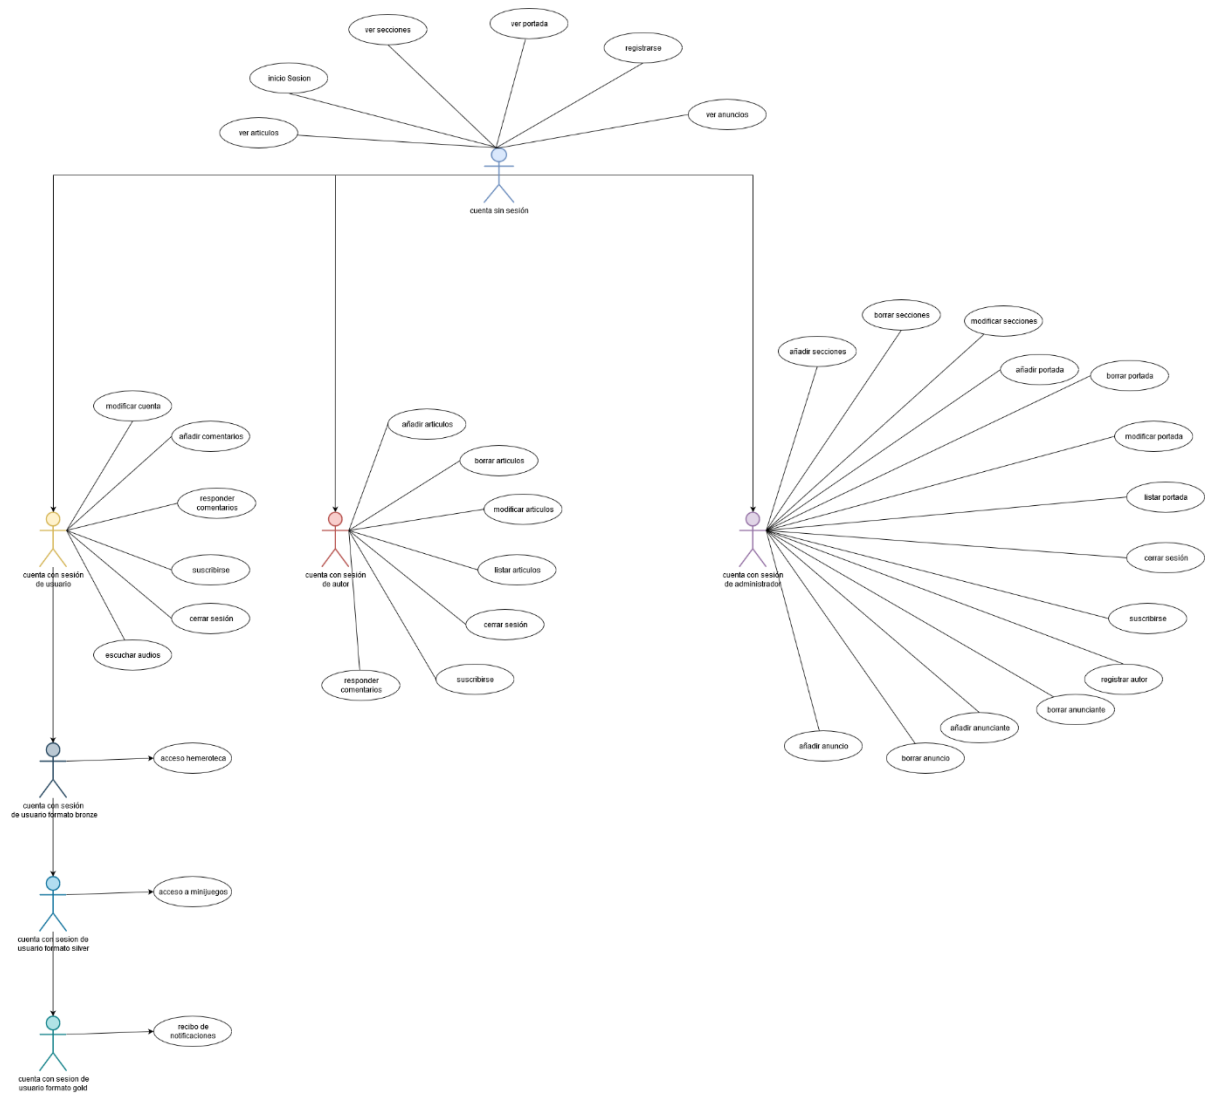 ver portada
ver secciones
registrarse
inicio Sesion
ver anuncios
ver articulos
cuenta sin sesión
borrar secciones
modificar secciones
añadir secciones
añadir portada
borrar portada
modificar portada
listar portada
cerrar sesión
suscribirse
registrar autor
borrar anunciante
añadir anunciante
borrar anuncio
añadir anuncio
cuenta con sesión
de administrador
modificar cuenta
añadir comentarios
responder
comentarios
suscribirse
cerrar sesión
escuchar audios
cuenta con sesión
de usuario
añadir articulos
borrar articulos
modificar articulos
listar artículos
cerrar sesión
suscribirse
responder
comentarios
cuenta con sesión
de autor
acceso hemeroteca
cuenta con sesión
de usuario formato bronze
acceso a minijuegos
cuenta con sesion de
usuario formato silver
recibo de
notificaciones
cuenta con sesion de
usuario formato gold